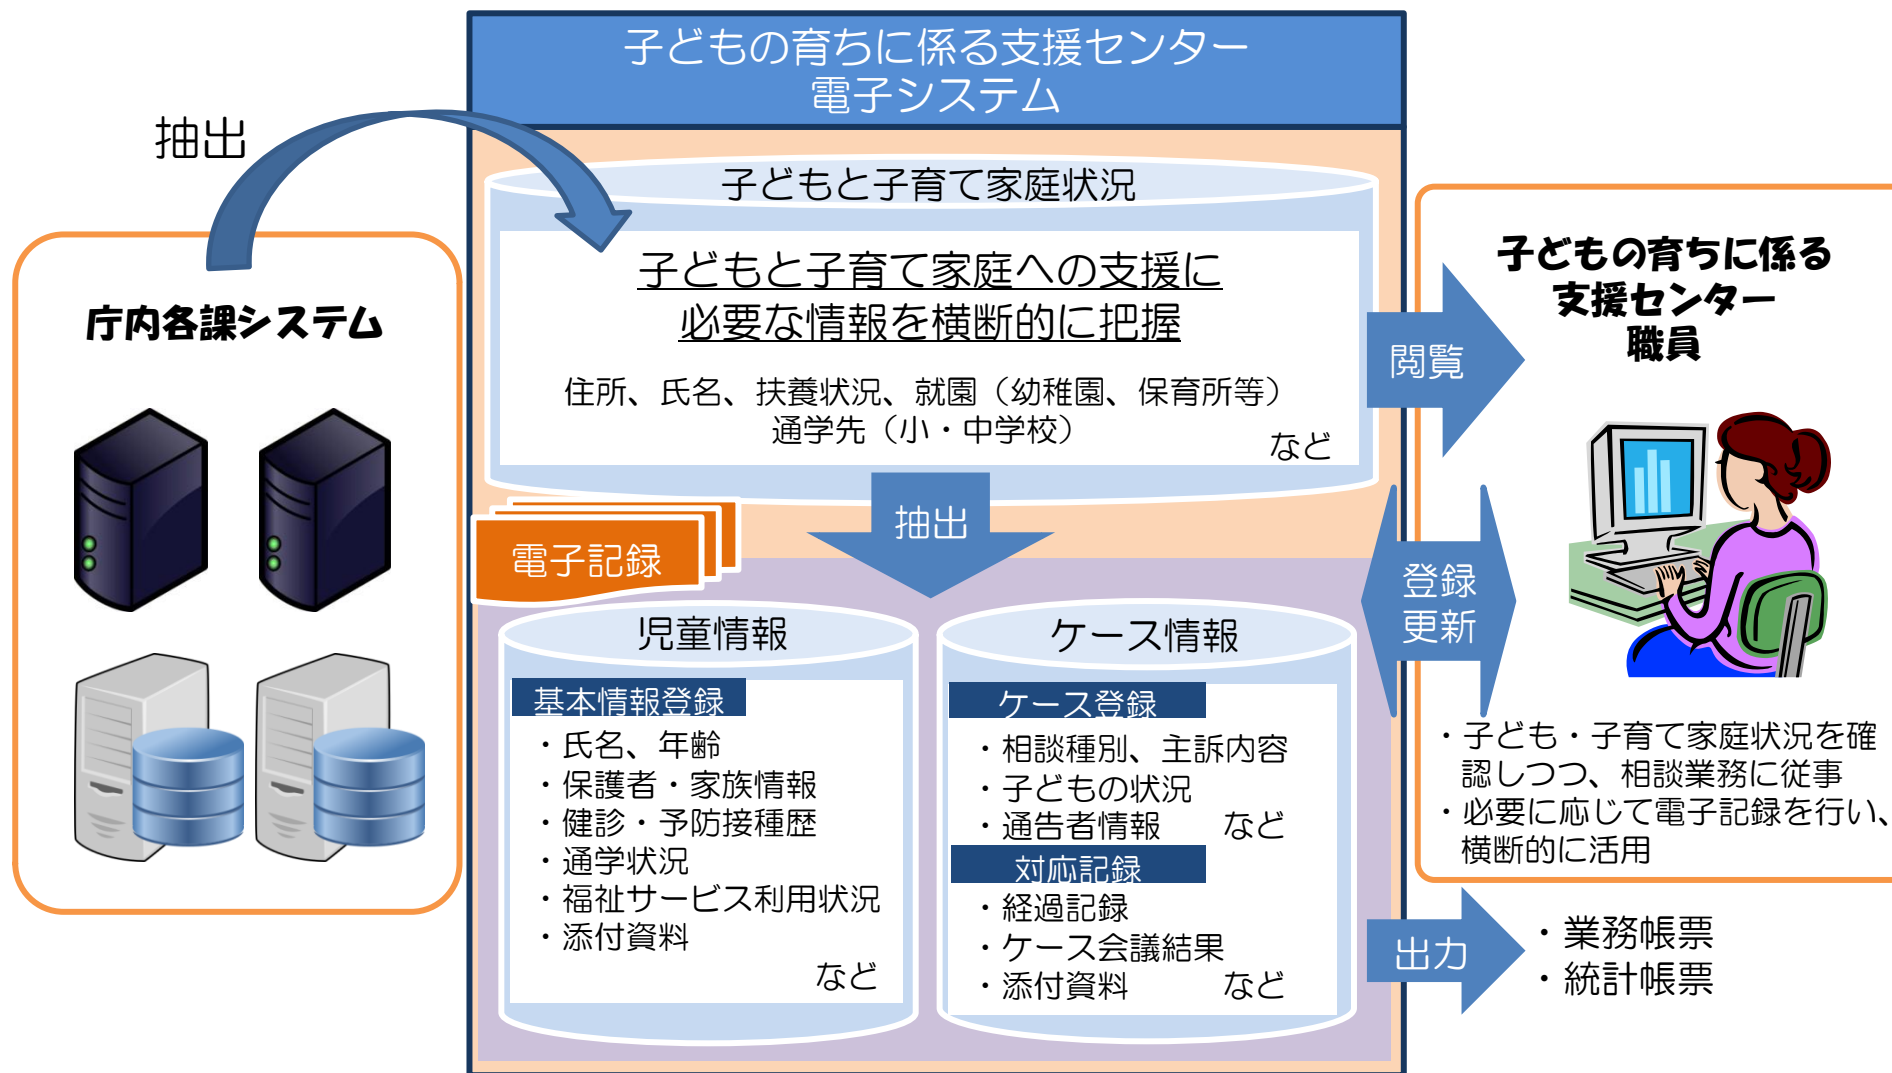 子どもの育ちに係る支援センター
電子システム
抽出
庁内各課システム
子どもと子育て家庭状況
子どもと子育て家庭への支援に
必要な情報を横断的に把握
住所、氏名、扶養状況、就園（幼稚園、保育所等）
通学先（小・中学校）
など
抽出
電子記録
児童情報
基本情報登録
・氏名、年齢
・保護者・家族情報
・健診・予防接種歴
・通学状況
・福祉サービス利用状況
・添付資料
など
ケース情報
ケース登録
・相談種別、主訴内容
・子どもの状況
・通告者情報　など
対応記録
・経過記録
・ケース会議結果
・添付資料　など
閲覧
登録
更新
出力
子どもの育ちに係る
支援センター
職員
・子ども・子育て家庭状況を確
認しつつ、相談業務に従事
・必要に応じて電子記録を行い、
横断的に活用
・業務帳票
・統計帳票